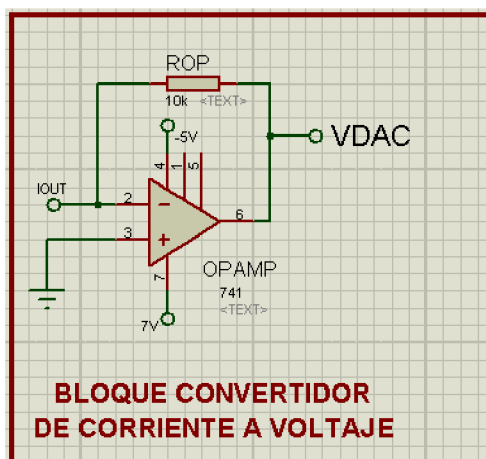 ROP
10k <TEXT>
-5V
4 1 5
IOUT
2
3
6
VDAC
7
OPAMP
741
<TEXT>
7V
BLOQUE CONVERTIDOR
DE CORRIENTE A VOLTAJE